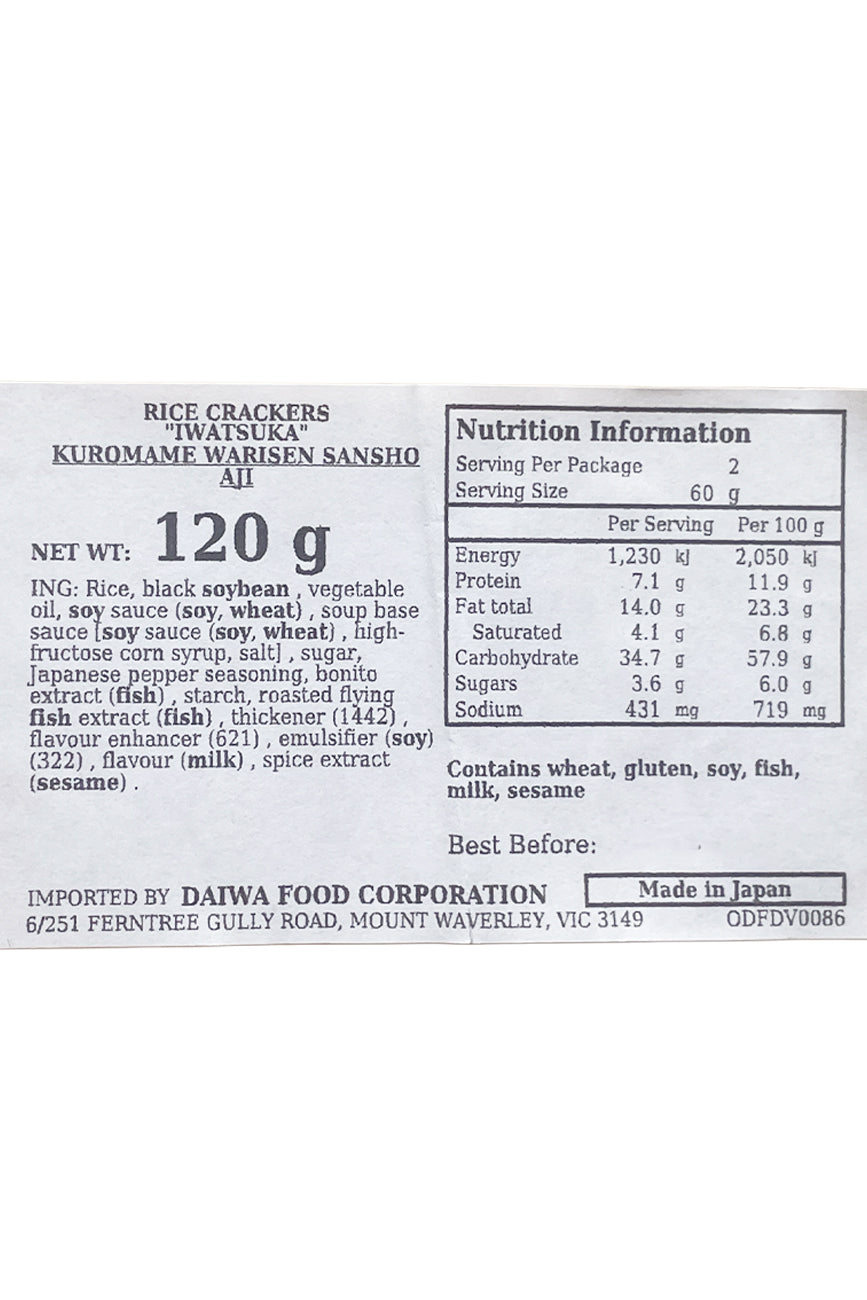 RICE CRACKERS
"IWATSUKA"
KUROMAME WARISEN SANSHO
AJI
NET WT: 120 g
ING: Rice, black soybean , vegetable
oil, soy sauce (soy, wheat) , soup base
sauce [soy sauce (soy, wheat) , high-
fructose corn syrup, salt] , sugar,
Japanese pepper seasoning, bonito
extract (fish) , starch, roasted flying
fish extract (fish) , thickener (1442) ,
flavour enhancer (621) , emulsifier (soy)
(322) , flavour (milk) , spice extract
(sesame) .
Nutrition Information
Serving Per Package 2
Serving Size 60 g
Per Serving Per 100 g
Energy 1,230 kJ 2,050 kJ
Protein 7.1 g 11.9 g
Fat total 14.0 g 23.3 g
Saturated 4.1 g 6.8 g
Carbohydrate 34.7 g 57.9 g
Sugars 3.6 g 6.0 g
Sodium 431 mg 719 mg
Contains wheat, gluten, soy, fish,
milk, sesame
Best Before:
IMPORTED BY DAIWA FOOD CORPORATION
Made in Japan
6/251 FERNTREE GULLY ROAD, MOUNT WAVERLEY, VIC 3149
ODFDV0086